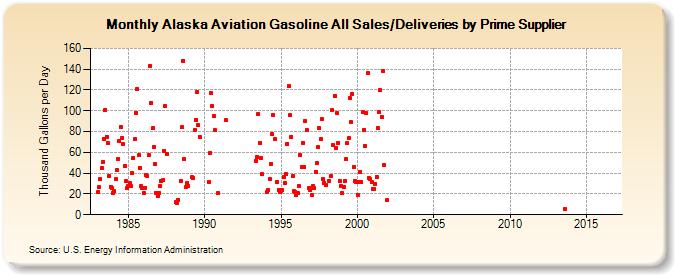 Monthly Alaska Aviation Gasoline All Sales/Deliveries by Prime Supplier
Thousand Gallons per Day
160
140
120
100
80
60
40
20
0
1985 1990 1995 2000 2005 2010 2015
Source: U.S. Energy Information Administration